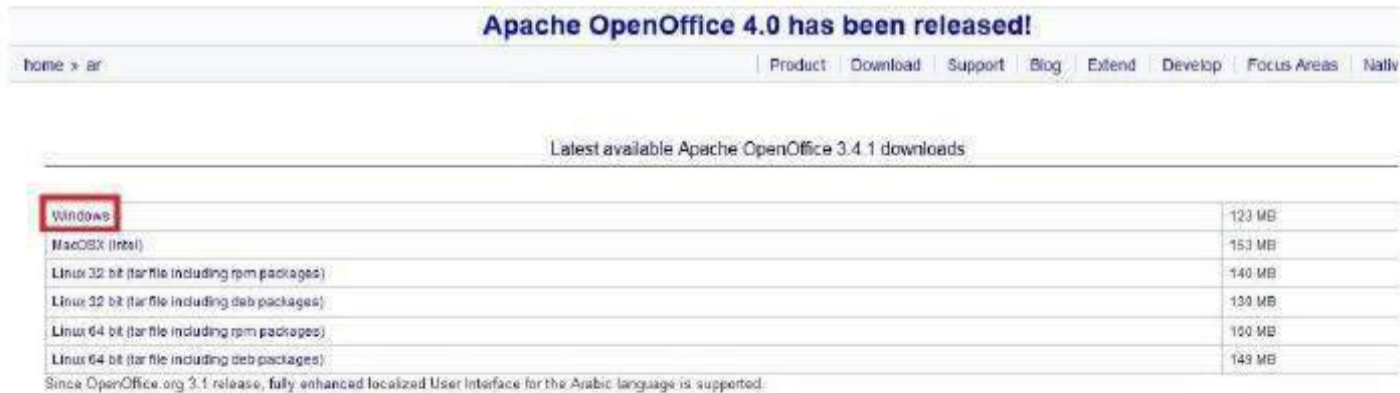 Apache OpenOffice 4.0 has been released!
home » ar Product Download Support Blog Extend Develop Focus Areas Nativ
Latest available Apache OpenOffice 3.4.1 downloads
Windows 123 MB
MacOSX (Intel) 153 MB
Linux 32 bit (tar file including rpm packages) 140 MB
Linux 32 bit (tar file including deb packages) 139 MB
Linux 64 bit (tar file including rpm packages) MB
Linux 64 bit (tar file including deb packages) 149 MB
Since OpenOffice.org 3.1 release, fully enhanced localized User Interface for the Arabic language is supported.